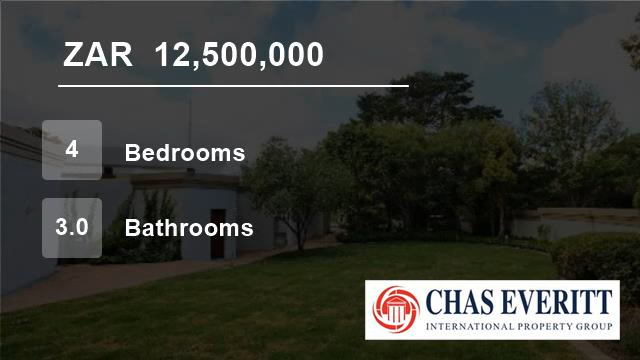 ZAR 12,500,000
4 Bedrooms
3.0 Bathrooms
CHAS EVERITT
INTERNATIONAL PROPERTY GROUP